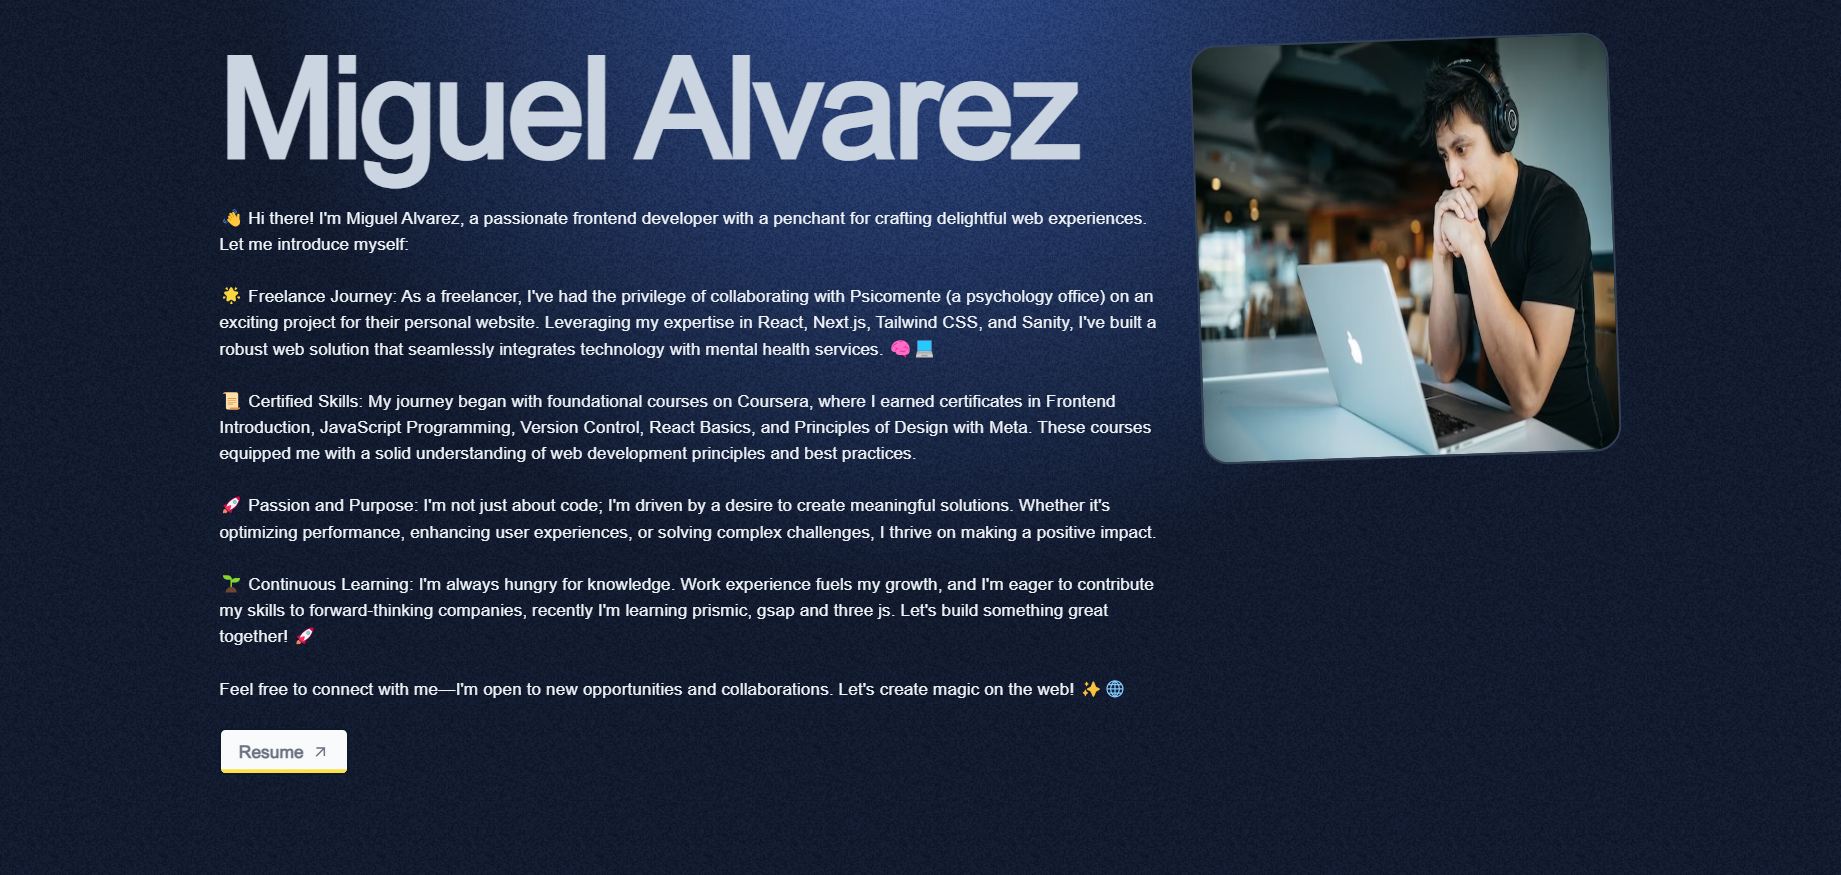 Miguel Alvarez
👋 Hi there! I'm Miguel Alvarez, a passionate frontend developer with a penchant for crafting delightful web experiences.
Let me introduce myself:
🌟 Freelance Journey: As a freelancer, I've had the privilege of collaborating with Psicomente (a psychology office) on an
exciting project for their personal website. Leveraging my expertise in React, Next.js, Tailwind CSS, and Sanity, I've built a
robust web solution that seamlessly integrates technology with mental health services. 🧠💻
📜 Certified Skills: My journey began with foundational courses on Coursera, where I earned certificates in Frontend
Introduction, JavaScript Programming, Version Control, React Basics, and Principles of Design with Meta. These courses
equipped me with a solid understanding of web development principles and best practices.
🚀 Passion and Purpose: I'm not just about code; I'm driven by a desire to create meaningful solutions. Whether it's
optimizing performance, enhancing user experiences, or solving complex challenges, I thrive on making a positive impact.
🌱 Continuous Learning: I'm always hungry for knowledge. Work experience fuels my growth, and I'm eager to contribute
my skills to forward-thinking companies, recently I'm learning prismic, gsap and three js. Let's build something great
together! 🚀
Feel free to connect with me—I'm open to new opportunities and collaborations. Let's create magic on the web! ✨🌐
Resume